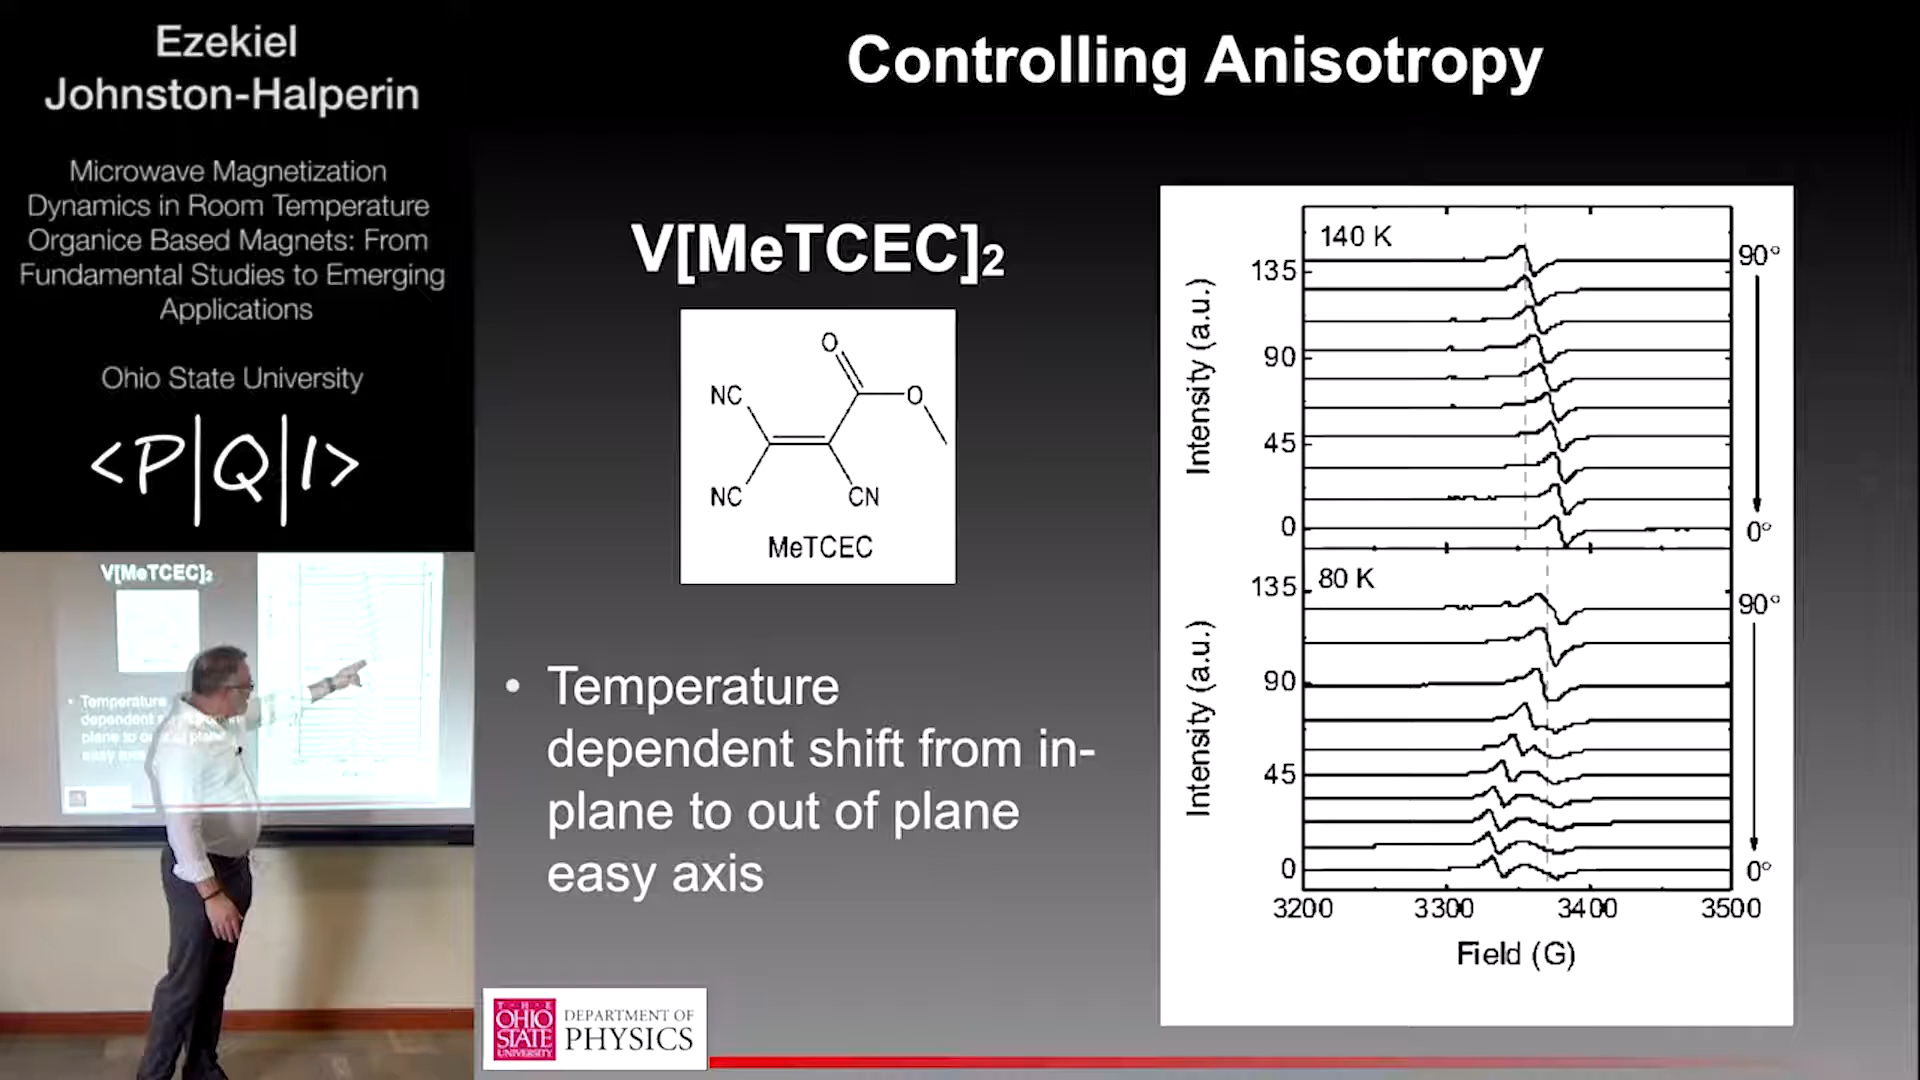 Ezekiel
Johnston-Halperin
Microwave Magnetization
Dynamics in Room Temperature
Organice Based Magnets: From
Fundamental Studies to Emerging
Applications
Ohio State University
<P|Q|I>
V[MeTCEC]₂
• Temperature
dependent
plane to
easy
Controlling Anisotropy
V[MeTCEC]₂
O
NC
O
NC
CN
MeTCEC
• Temperature
dependent shift from in-
plane to out of plane
easy axis
140 K
90°
135
90
45
0
0°
Intensity (a.u.)
80 K
90°
135
90
45
0
0°
Intensity (a.u.)
3200 3300 3400 3500
Field (G)
T · H · E
OHIO
STATE
UNIVERSITY
DEPARTMENT OF
PHYSICS